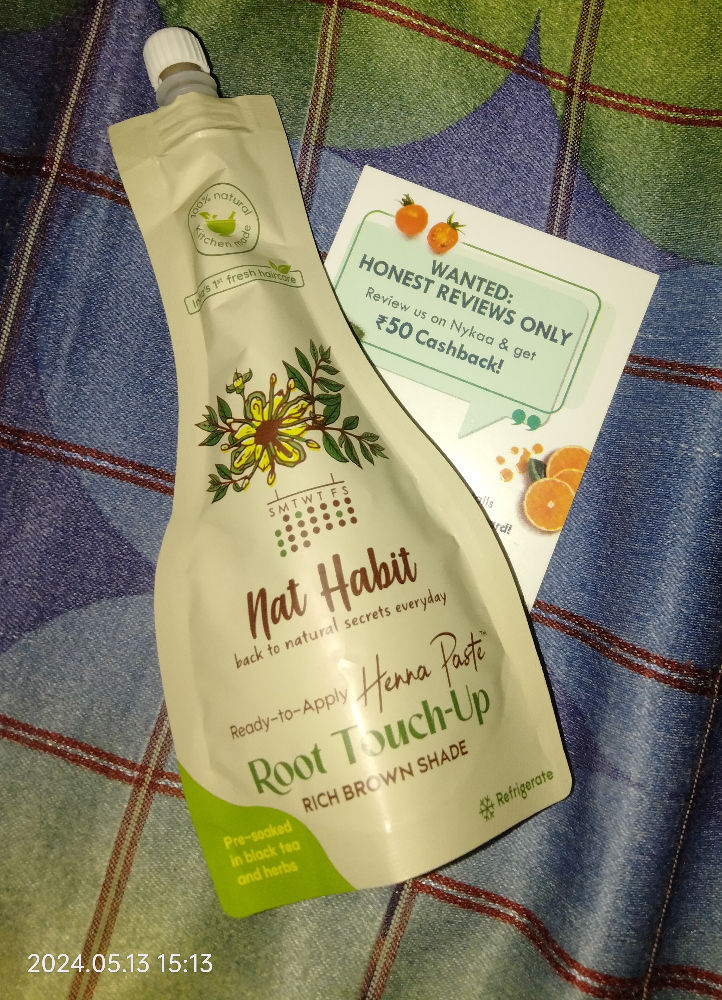 100% natural
kitchen made
India's 1st fresh haircare
S M T W T F S
Nat Habit
back to natural secrets everyday
Ready-to-Apply Henna Paste™
Root Touch-Up
RICH BROWN SHADE
Refrigerate
Pre-soaked
in black tea
and herbs
WANTED:
HONEST REVIEWS ONLY
Review us on Nykaa & get
₹50 Cashback!
2024.05.13 15:13